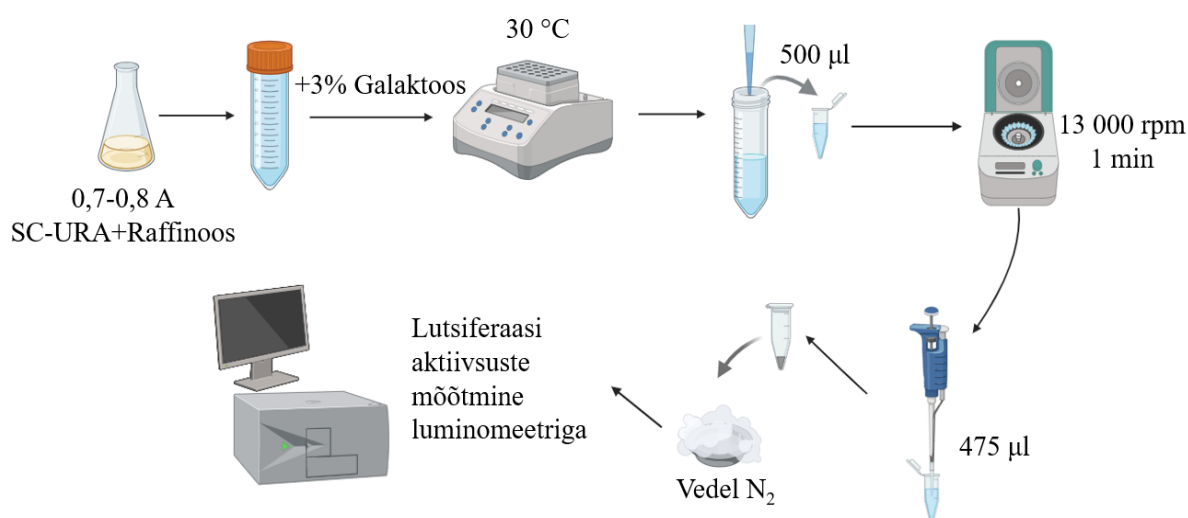 0,7-0,8 A
SC-URA+Raffinoos
+3% Galaktoos
30 °C
500 µl
13 000 rpm
1 min
475 µl
Vedel N₂
Lutsiferaasi
aktiivsuste
mõõtmine
luminomeetriga